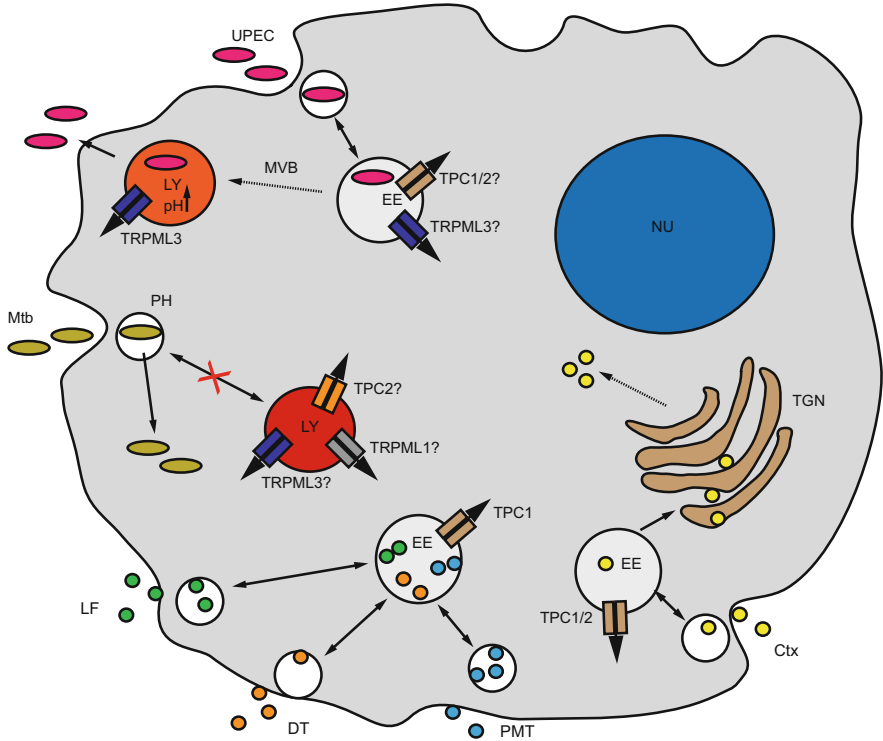 UPEC
MVB
LY
pH
TRPML3
EE
TPC1/2?
TRPML3?
NU
Mtb
PH
TPC2?
LY
TRPML1?
TRPML3?
TGN
TPC1
EE
LF
DT
PMT
EE
TPC1/2
Ctx